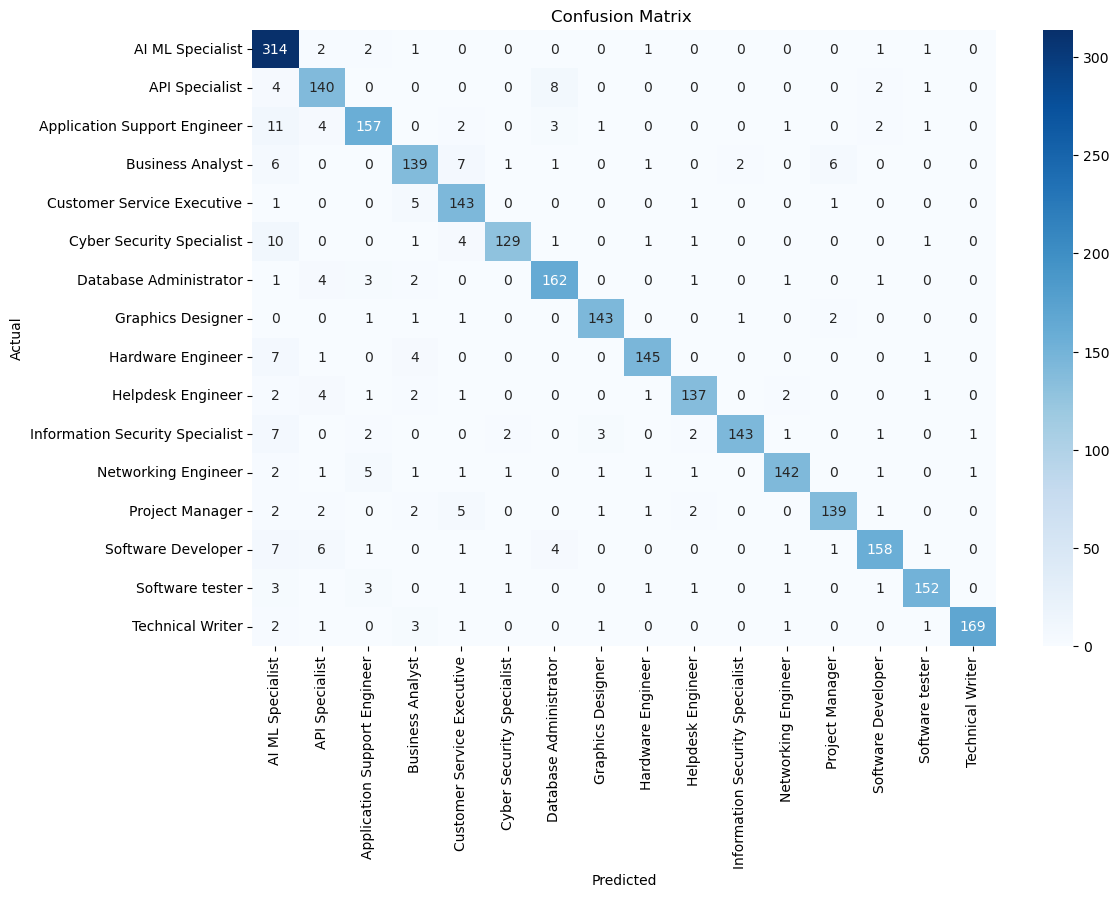 Confusion Matrix
Actual
AI ML Specialist 314 2 2 1 0 0 0 0 1 0 0 0 0 1 1 0
API Specialist 4 140 0 0 0 0 8 0 0 0 0 0 0 2 1 0
Application Support Engineer 11 4 157 0 2 0 3 1 0 0 0 1 0 2 1 0
Business Analyst 6 0 0 139 7 1 1 0 1 0 2 0 6 0 0 0
Customer Service Executive 1 0 0 5 143 0 0 0 0 1 0 0 1 0 0 0
Cyber Security Specialist 10 0 0 1 4 129 1 0 1 1 0 0 0 0 1 0
Database Administrator 1 4 3 2 0 0 162 0 0 1 0 1 0 1 0 0
Graphics Designer 0 0 1 1 1 0 0 143 0 0 1 0 2 0 0 0
Hardware Engineer 7 1 0 4 0 0 0 0 145 0 0 0 0 0 1 0
Helpdesk Engineer 2 4 1 2 1 0 0 0 1 137 0 2 0 0 1 0
Information Security Specialist 7 0 2 0 0 2 0 3 0 2 143 1 0 1 0 1
Networking Engineer 2 1 5 1 1 1 0 1 1 1 0 142 0 1 0 1
Project Manager 2 2 0 2 5 0 0 1 1 2 0 0 139 1 0 0
Software Developer 7 6 1 0 1 1 4 0 0 0 0 1 1 158 1 0
Software tester 3 1 3 0 1 1 0 0 1 1 0 1 0 1 152 0
Technical Writer 2 1 0 3 1 0 0 1 0 0 0 1 0 0 1 169
AI ML Specialist
API Specialist
Application Support Engineer
Business Analyst
Customer Service Executive
Cyber Security Specialist
Database Administrator
Graphics Designer
Hardware Engineer
Helpdesk Engineer
Information Security Specialist
Networking Engineer
Project Manager
Software Developer
Software tester
Technical Writer
Predicted
300
250
200
150
100
50
0